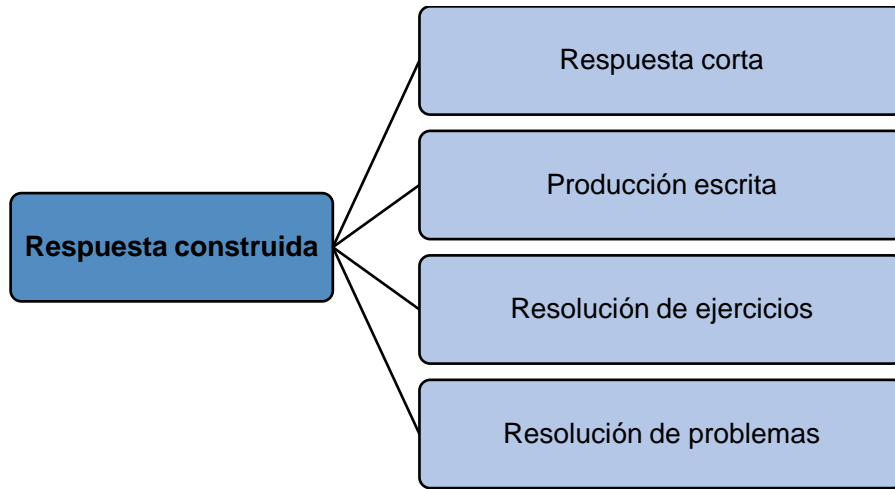 Respuesta corta
Producción escrita
Respuesta construida
Resolución de ejercicios
Resolución de problemas